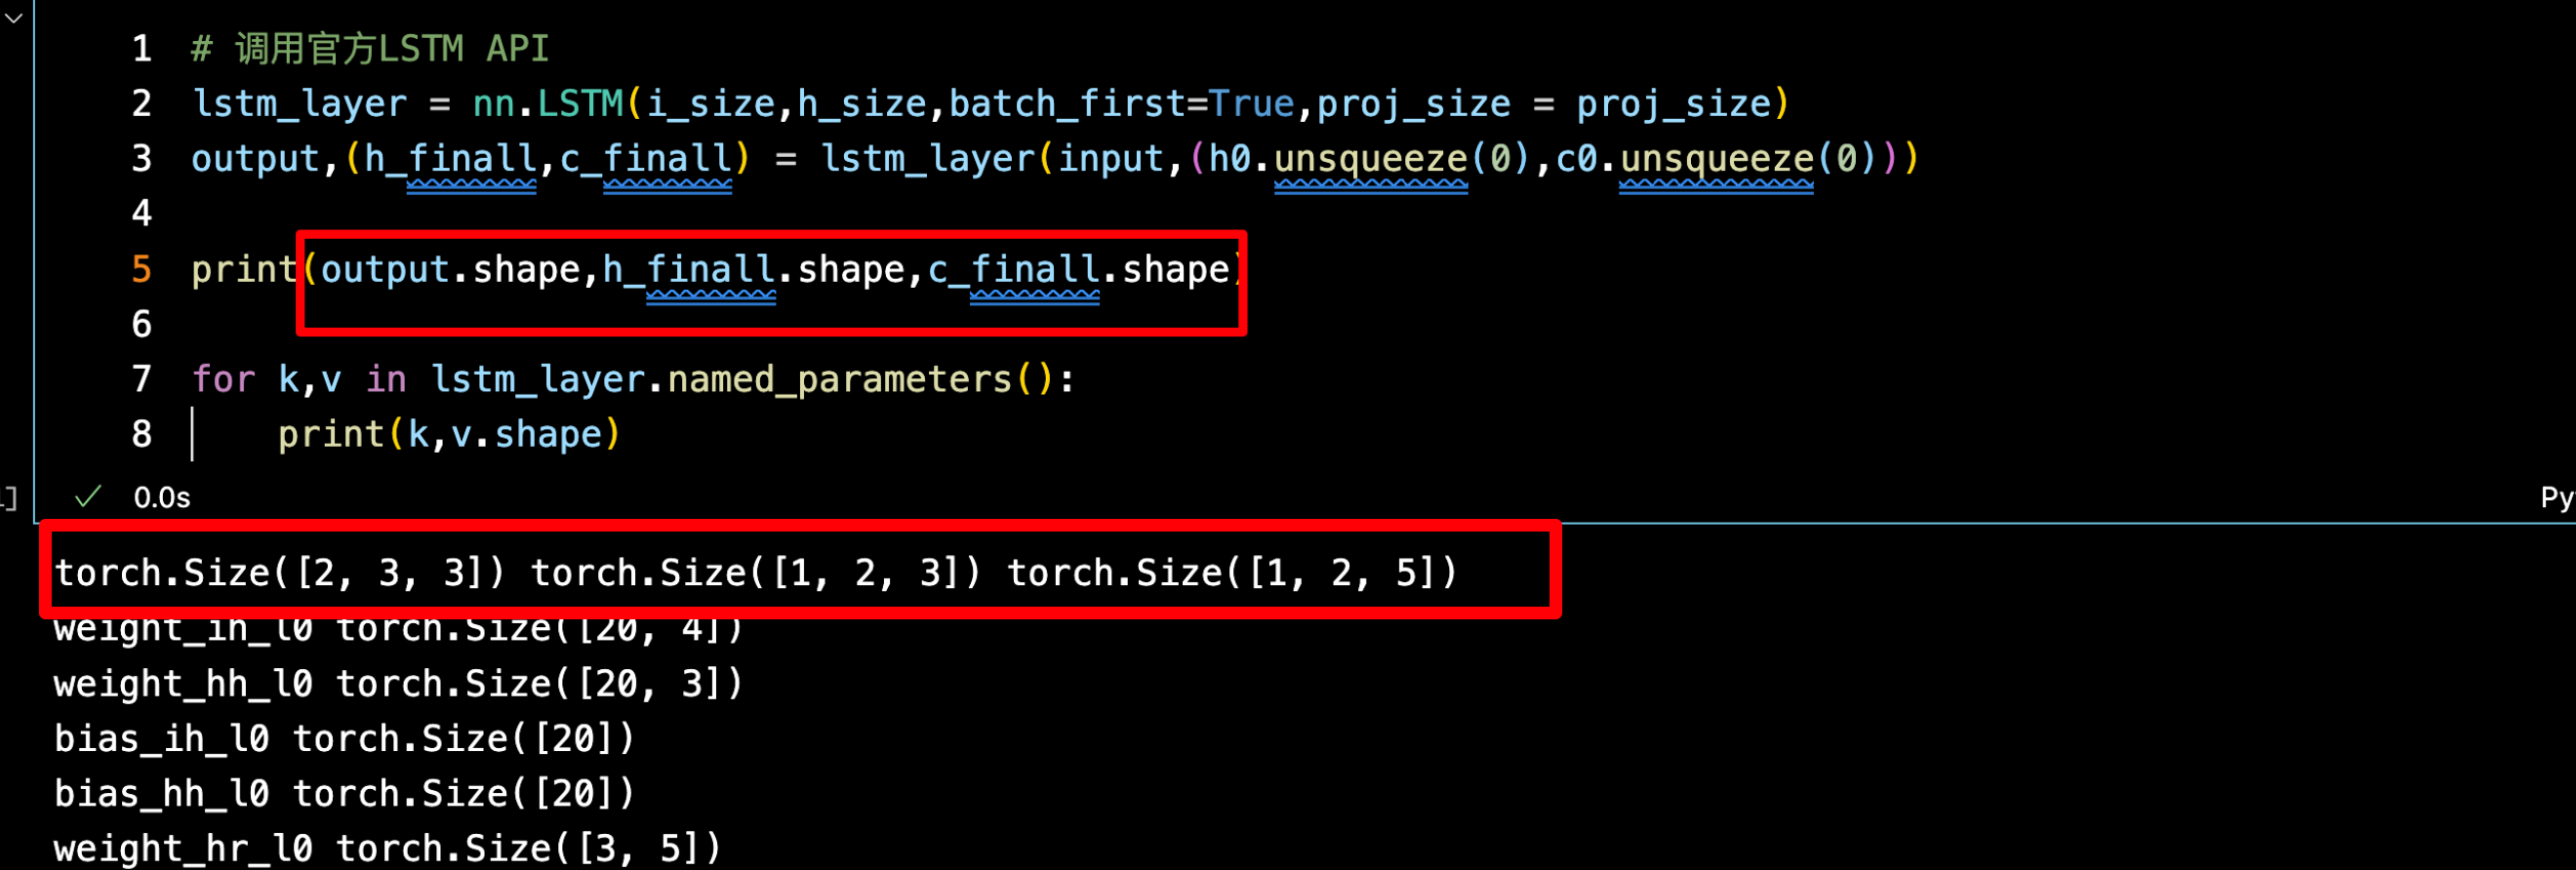 1 # 调用官方LSTM API
2 lstm_layer = nn.LSTM(i_size,h_size,batch_first=True,proj_size = proj_size)
3 output,(h_finall,c_finall) = lstm_layer(input,(h0.unsqueeze(0),c0.unsqueeze(0)))
4
5 print(output.shape,h_finall.shape,c_finall.shape)
6
7 for k,v in lstm_layer.named_parameters():
8 print(k,v.shape)
] 0.0s Py
torch.Size([2, 3, 3]) torch.Size([1, 2, 3]) torch.Size([1, 2, 5])
weight_ih_l0 torch.Size([20, 4])
weight_hh_l0 torch.Size([20, 3])
bias_ih_l0 torch.Size([20])
bias_hh_l0 torch.Size([20])
weight_hr_l0 torch.Size([3, 5])